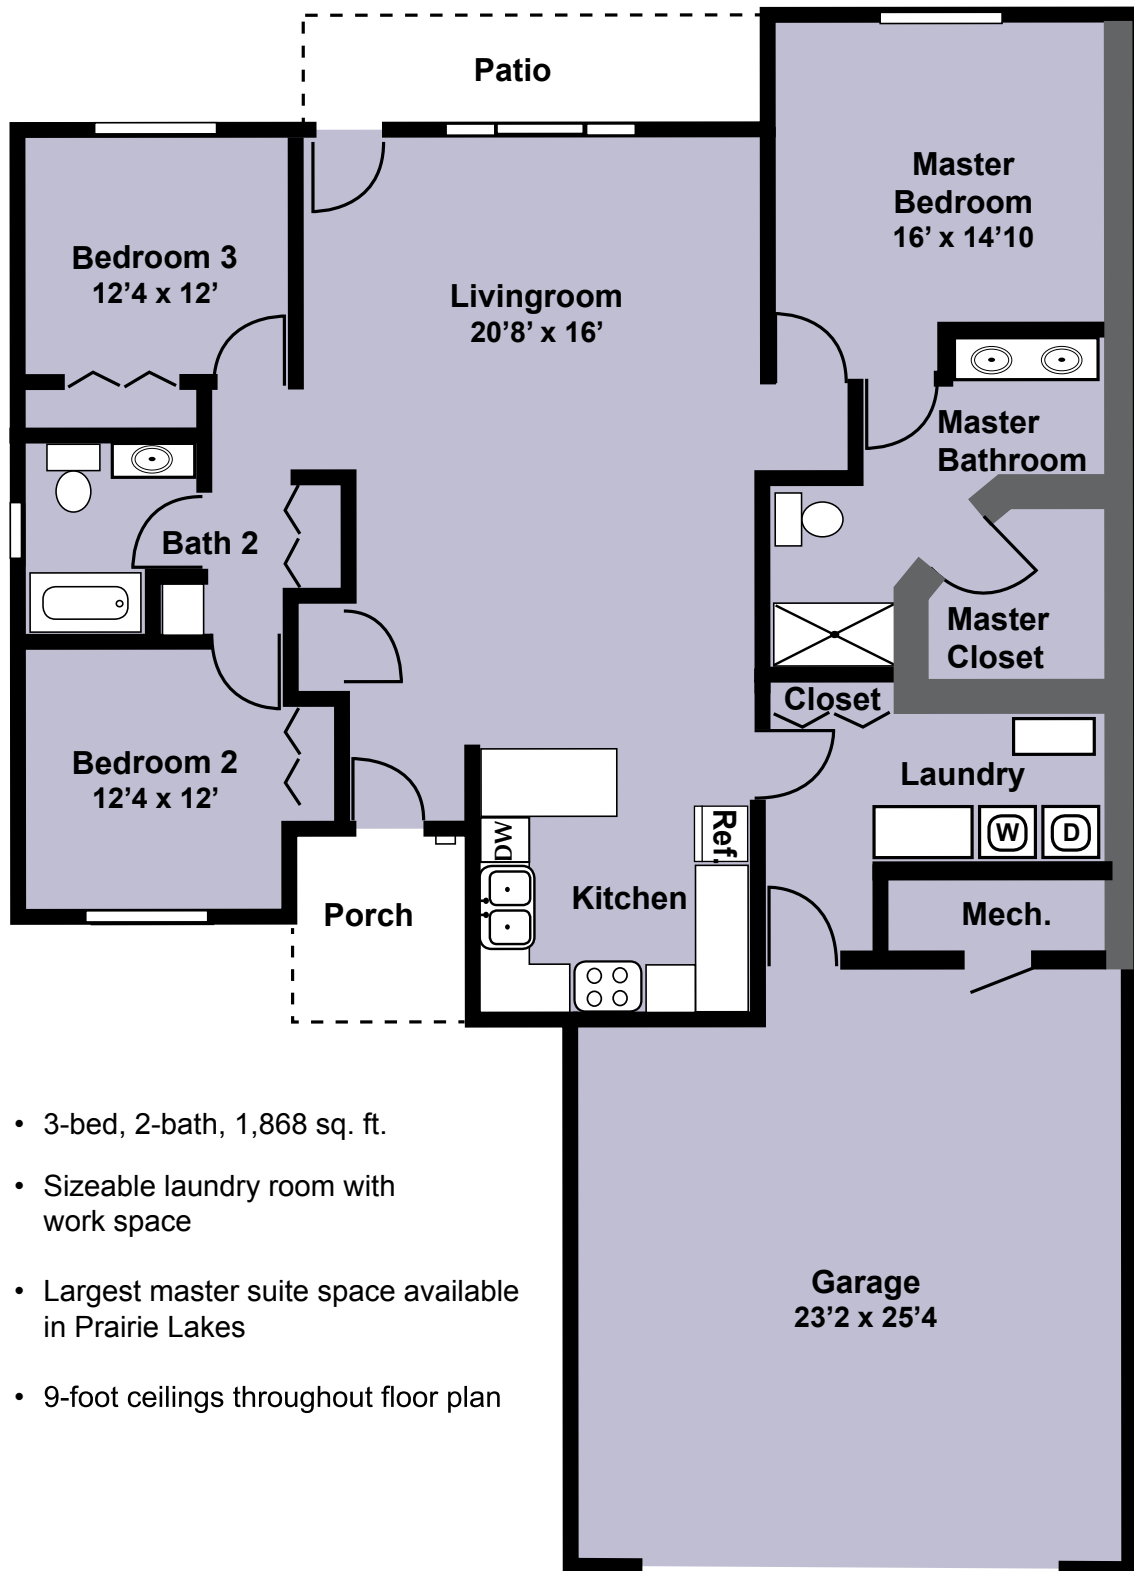 Patio
Master
Bedroom
16’ x 14’10
Bedroom 3
12’4 x 12’
Livingroom
20’8’ x 16’
Master
Bathroom
Bath 2
Master
Closet
Closet
Bedroom 2
12’4 x 12’
Laundry
DW
Ref.
W
D
Kitchen
Porch
Mech.
• 3-bed, 2-bath, 1,868 sq. ft.
• Sizeable laundry room with
work space
• Largest master suite space available
in Prairie Lakes
• 9-foot ceilings throughout floor plan
Garage
23’2 x 25’4